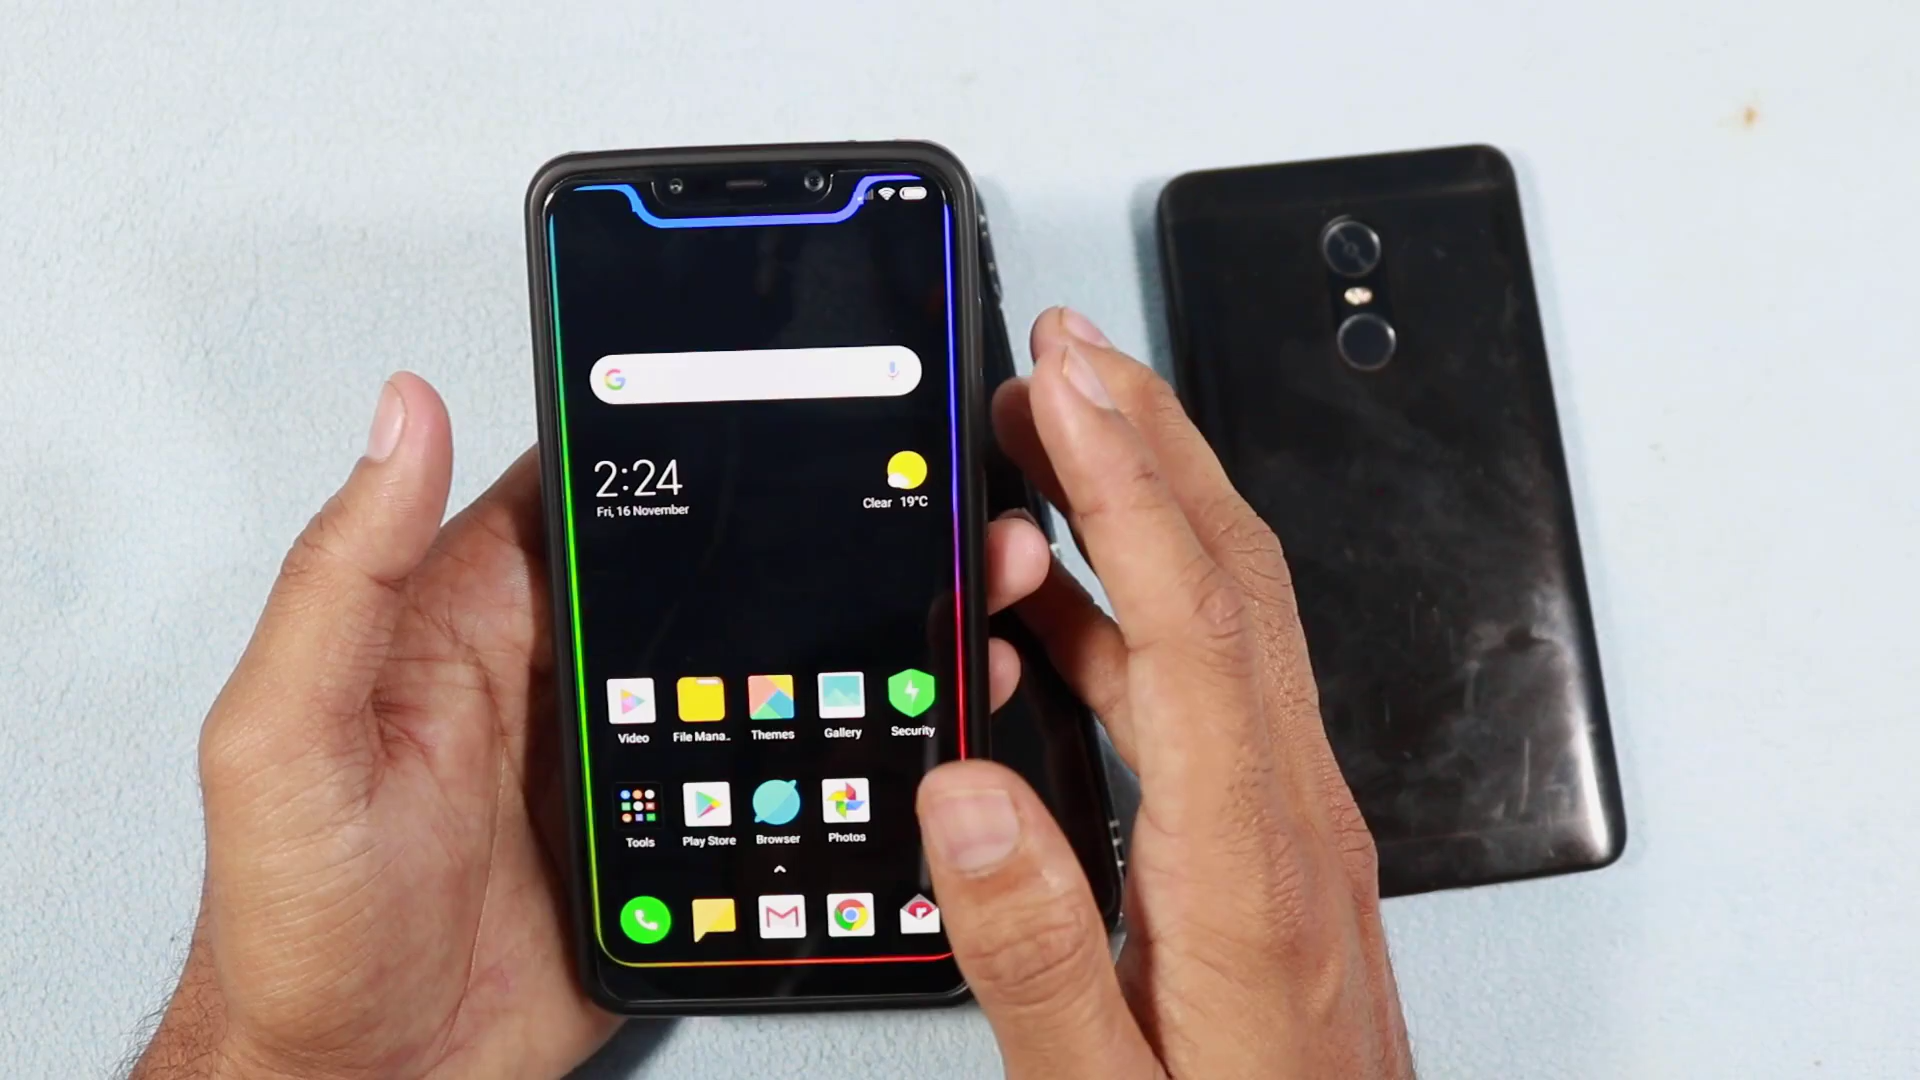 2:24
Fri, 16 November
Clear 19°C
Video
File Mana..
Themes
Gallery
Security
Tools
Play Store
Browser
Photos